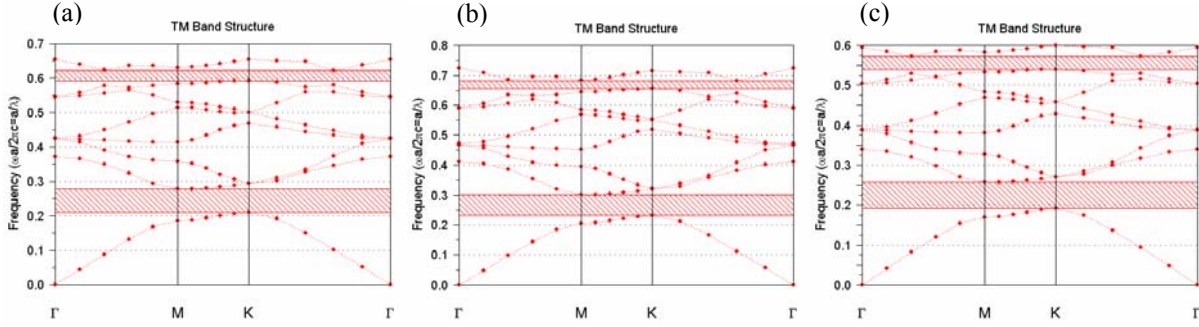 (a)
TM Band Structure
Frequency (ωa/2πc=a/λ)
0.7
0.6
0.5
0.4
0.3
0.2
0.1
0.0
Γ M K Γ
(b)
TM Band Structure
Frequency (ωa/2πc=a/λ)
0.8
0.7
0.6
0.5
0.4
0.3
0.2
0.1
0.0
Γ M K Γ
(c)
TM Band Structure
Frequency (ωa/2πc=a/λ)
0.6
0.5
0.4
0.3
0.2
0.1
0.0
Γ M K Γ